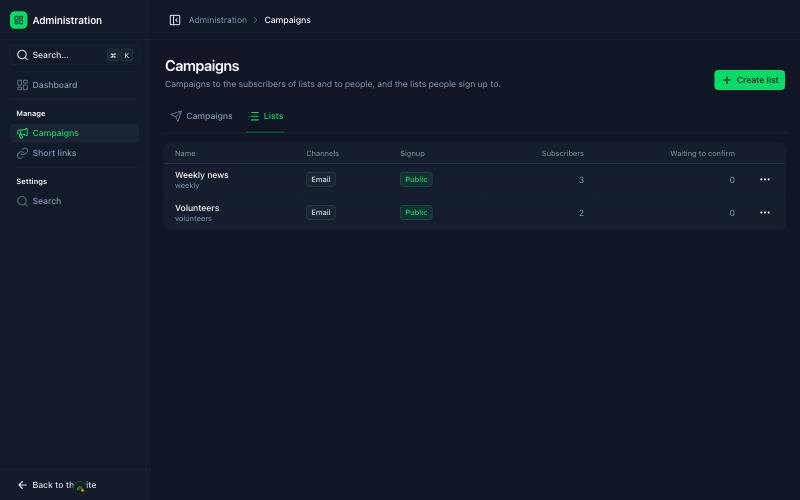 Administration
Search...
⌘ K
Dashboard
Manage
Campaigns
Short links
Settings
Search
Back to the site
Administration > Campaigns
Campaigns
Campaigns to the subscribers of lists and to people, and the lists people sign up to.
Create list
Campaigns Lists
Name Channels Signup Subscribers Waiting to confirm
Weekly news Email Public 3 0
weekly
Volunteers Email Public 2 0
volunteers